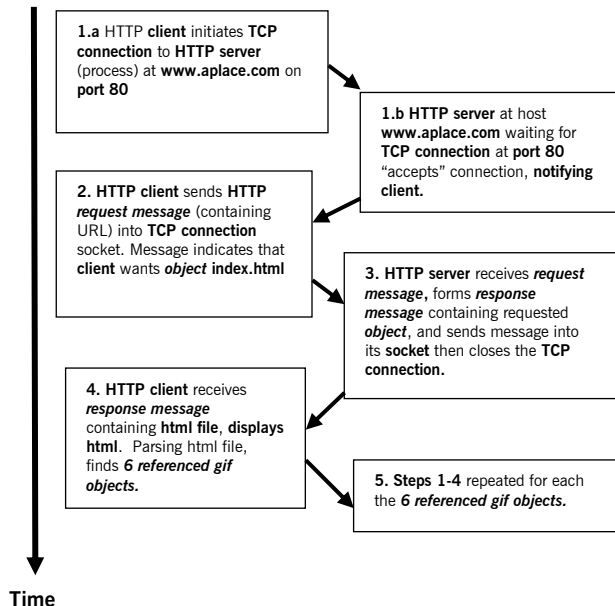 1.a HTTP client initiates TCP
connection to HTTP server
(process) at www.aplace.com on
port 80
1.b HTTP server at host
www.aplace.com waiting for
TCP connection at port 80
“accepts” connection, notifying
client.
2. HTTP client sends HTTP
request message (containing
URL) into TCP connection
socket. Message indicates that
client wants object index.html
3. HTTP server receives request
message, forms response
message containing requested
object, and sends message into
its socket then closes the TCP
connection.
4. HTTP client receives
response message
containing html file, displays
html. Parsing html file,
finds 6 referenced gif
objects.
5. Steps 1-4 repeated for each
the 6 referenced gif objects.
Time